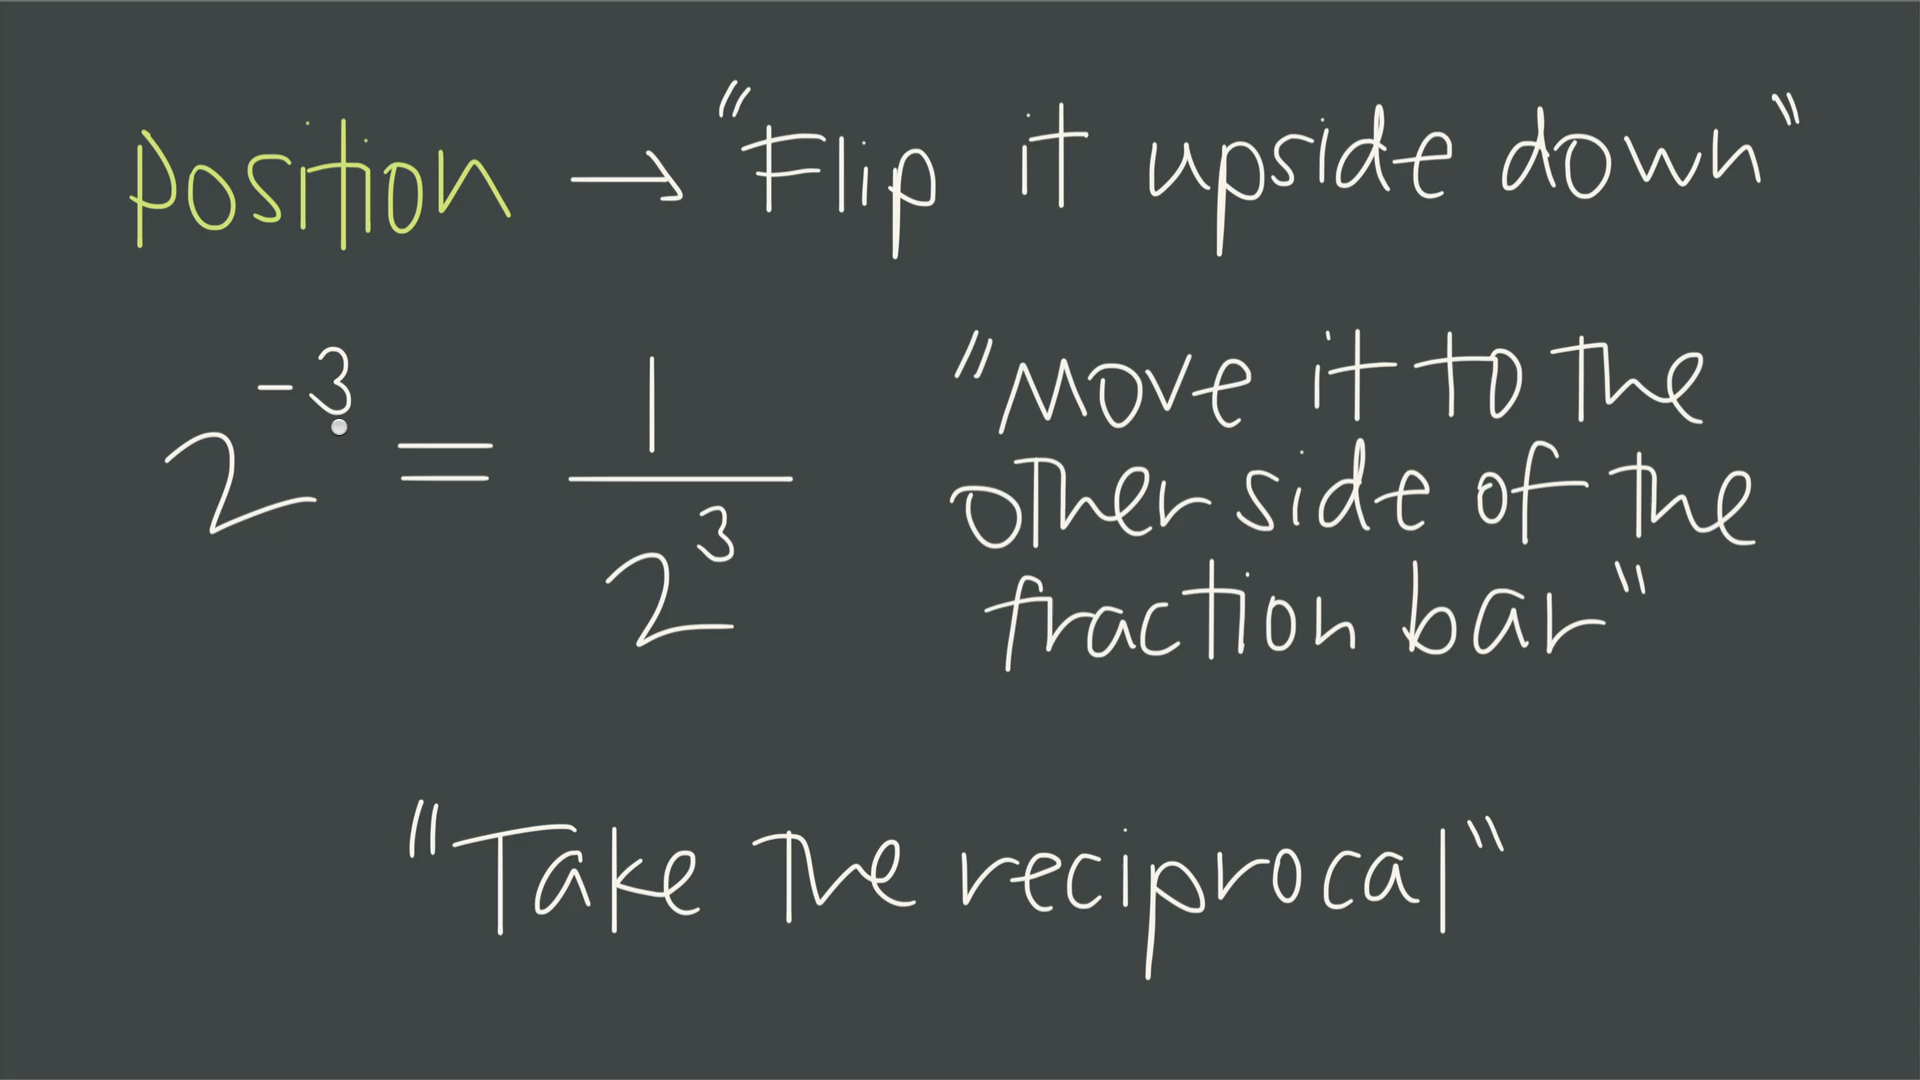 Position → "Flip it upside down"
2^-3 = 1/2^3
"Move it to the
other side of the
fraction bar"
"Take the reciprocal"